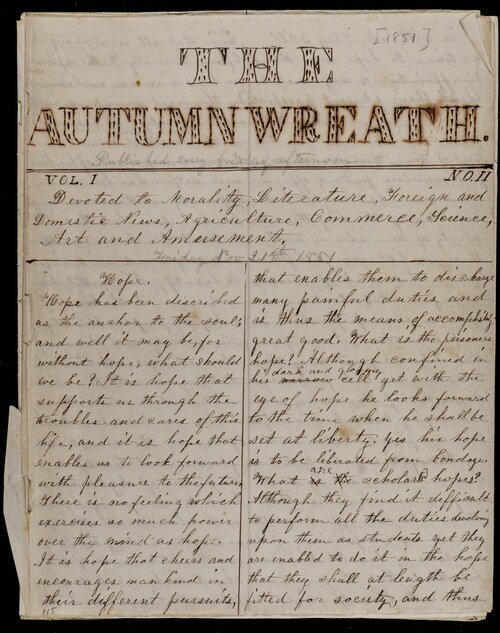 [1851.]
THE
AUTUMN WREATH.
Published every friday afternoon
VOL. I
NO. II
Devoted to Morality, Literature, Foreign and
Domistic News, Agriculture, Commerce, Science,
Art and Amusement,
Friday Nov 21th 1851
Hope.
Hope has been described
as the anchor to the soul;
and well it may be, for
without hope, what should
we be? It is hope that
supports us through the
troubles and cares of this
life, and it is hope that
enables us to look forward
with pleasure to the future.
There is no feeling which
exercises so much power
over the mind as hope.
It is hope that cheers and
encourages man kind in
their different pursuits,
that enables them to discharge
many painful duties and
is thus the means of accomplishing
great good. What is the prisoners
hope? Although confined in
dark and gloomy
his narrow cell yet with the
eye of hope he looks forward
to the time when he shall be
set at liberty. yes his hope
is to be liberated from bondage.
are
What is the scholars hopes?
Although they find it difficult
to perform all the duties devolving
upon them as students yet they
are enabled to do it in the hope
that they shall at length be
fitted for society, and thus